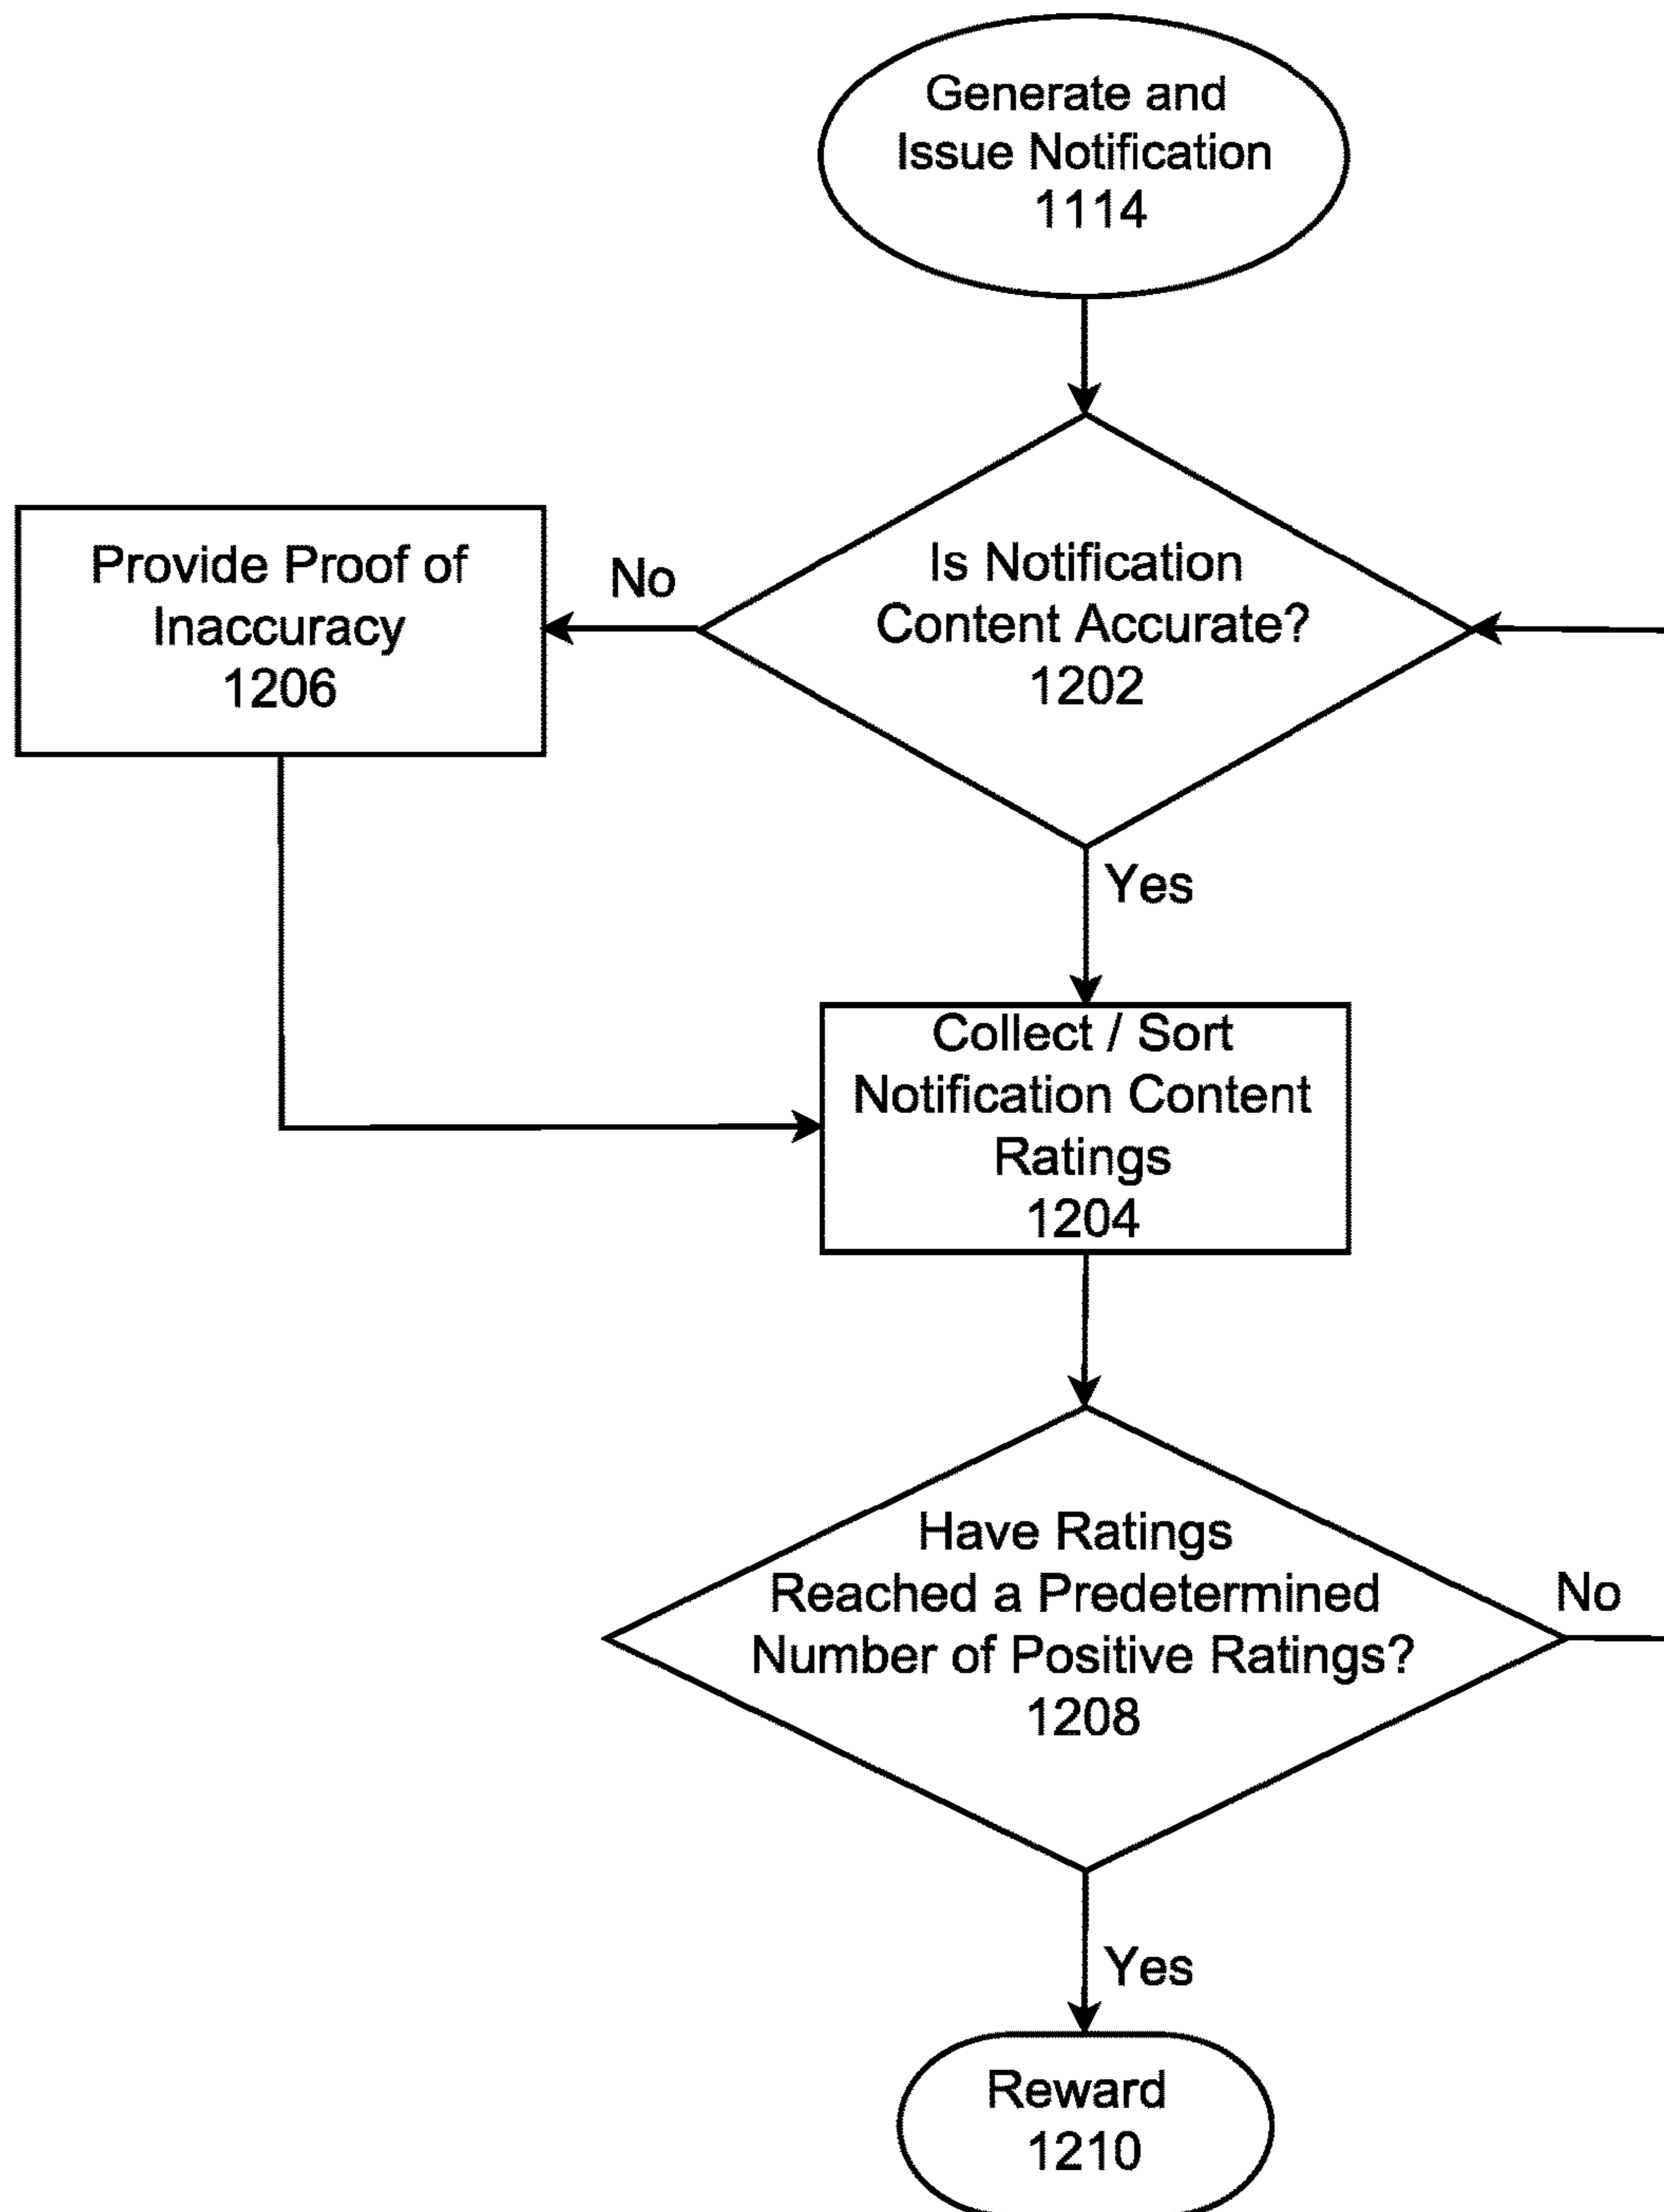 Generate and
Issue Notification
1114
Provide Proof of
Inaccuracy
1206
No
Is Notification
Content Accurate?
1202
Yes
Collect / Sort
Notification Content
Ratings
1204
Have Ratings
Reached a Predetermined
Number of Positive Ratings?
1208
No
Yes
Reward
1210